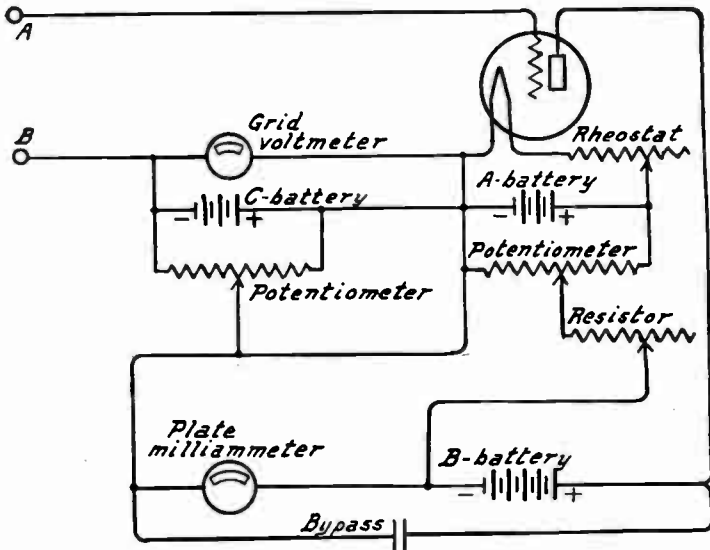 A
B
Grid
voltmeter
Rheostat
C-battery
A-battery
- +
- +
Potentiometer
Potentiometer
Resistor
Plate
milliammeter
B-battery
- +
Bypass